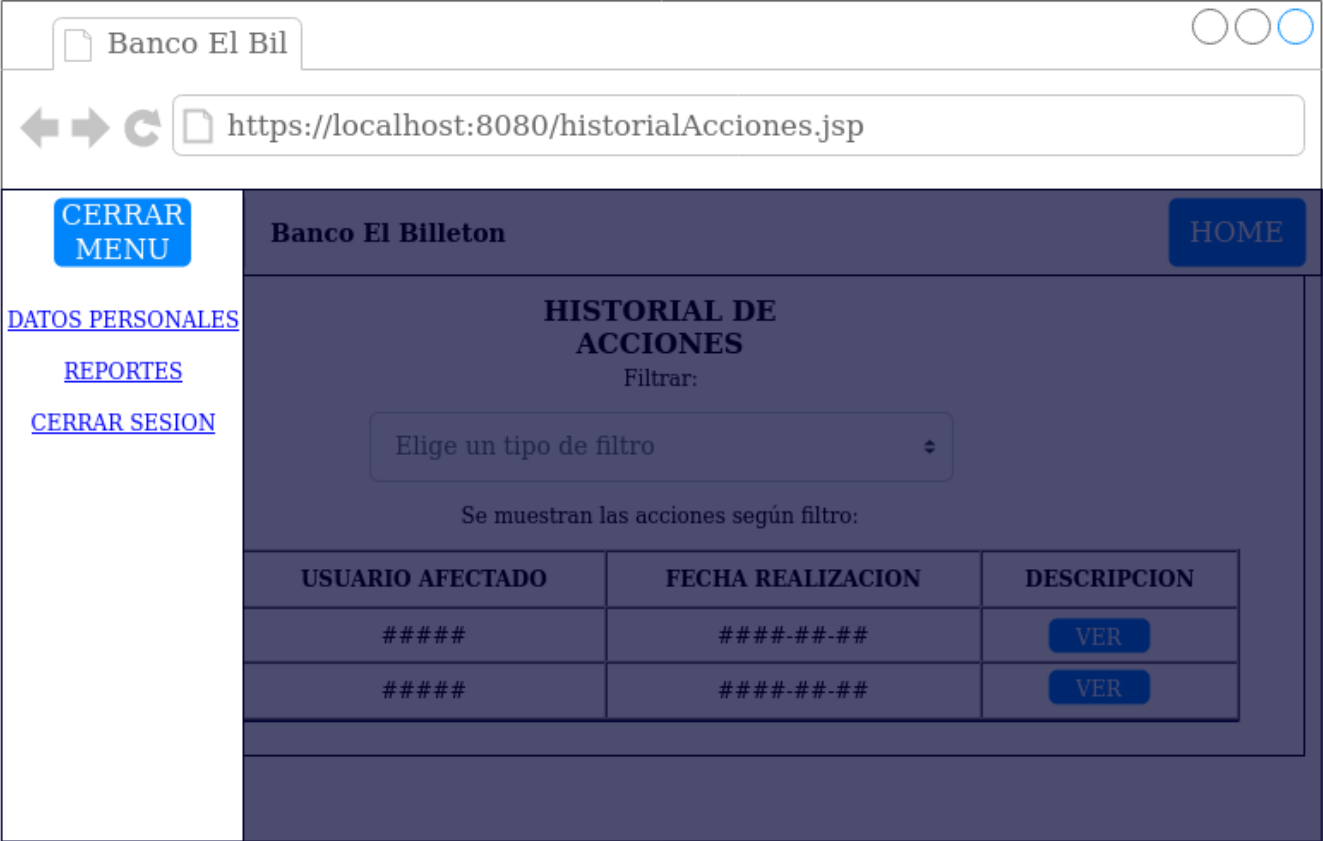 Banco El Bil
https://localhost:8080/historialAcciones.jsp
CERRAR
MENU
Banco El Billeton
HOME
DATOS PERSONALES
REPORTES
CERRAR SESION
HISTORIAL DE
ACCIONES
Filtrar:
Elige un tipo de filtro
Se muestran las acciones según filtro:
USUARIO AFECTADO FECHA REALIZACION DESCRIPCION
##### ####-##-## VER
##### ####-##-## VER